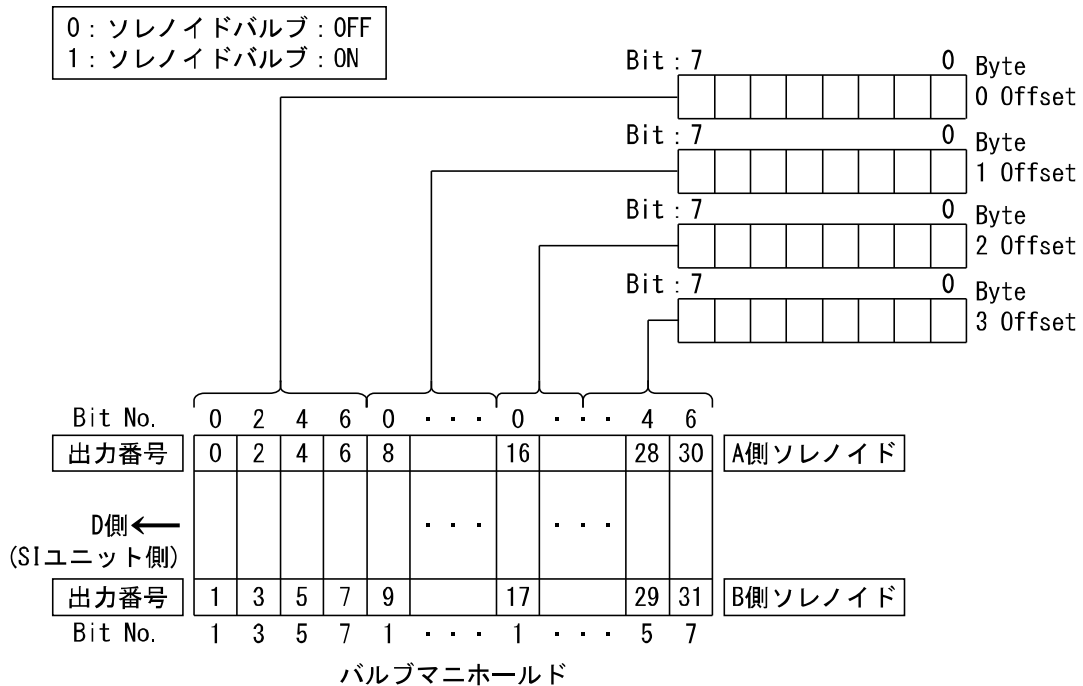 0：ソレノイドバルブ：OFF
1：ソレノイドバルブ：ON
Bit：7 0 Byte
0 Offset
Bit：7 0 Byte
1 Offset
Bit：7 0 Byte
2 Offset
Bit：7 0 Byte
3 Offset
Bit No. 0 2 4 6 0 ・・・ 0 ・・・ 4 6
出力番号 0 2 4 6 8 16 28 30 A側ソレノイド
D側 ・・・ ・・・
(SIユニット側)
出力番号 1 3 5 7 9 17 29 31 B側ソレノイド
Bit No. 1 3 5 7 1 ・・・ 1 ・・・ 5 7
バルブマニホールド